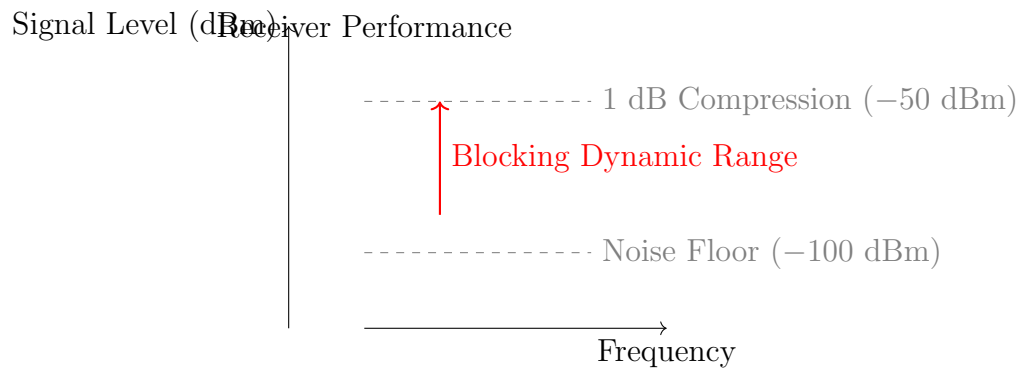 Signal Level (dBm)
Receiver Performance
1 dB Compression (−50 dBm)
Blocking Dynamic Range
Noise Floor (−100 dBm)
Frequency